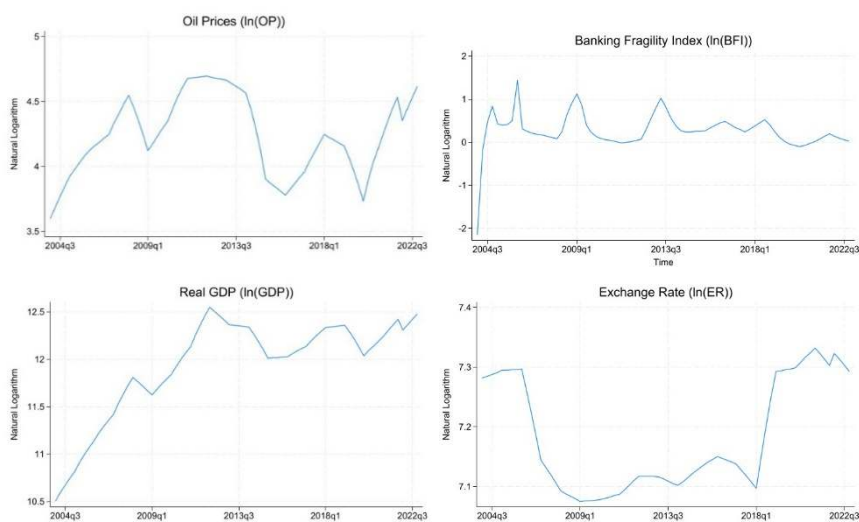 Oil Prices (ln(OP))
Natural Logarithm
5
4.5
4
3.5
2004q3 2009q1 2013q3 2018q1 2022q3
Banking Fragility Index (ln(BFI))
Natural Logarithm
2
1
0
-1
-2
2004q3 2009q1 2013q3 2018q1 2022q3
Time
Real GDP (ln(GDP))
Natural Logarithm
12.5
12
11.5
11
10.5
2004q3 2009q1 2013q3 2018q1 2022q3
Exchange Rate (ln(ER))
Natural Logarithm
7.4
7.3
7.2
7.1
2004q3 2009q1 2013q3 2018q1 2022q3